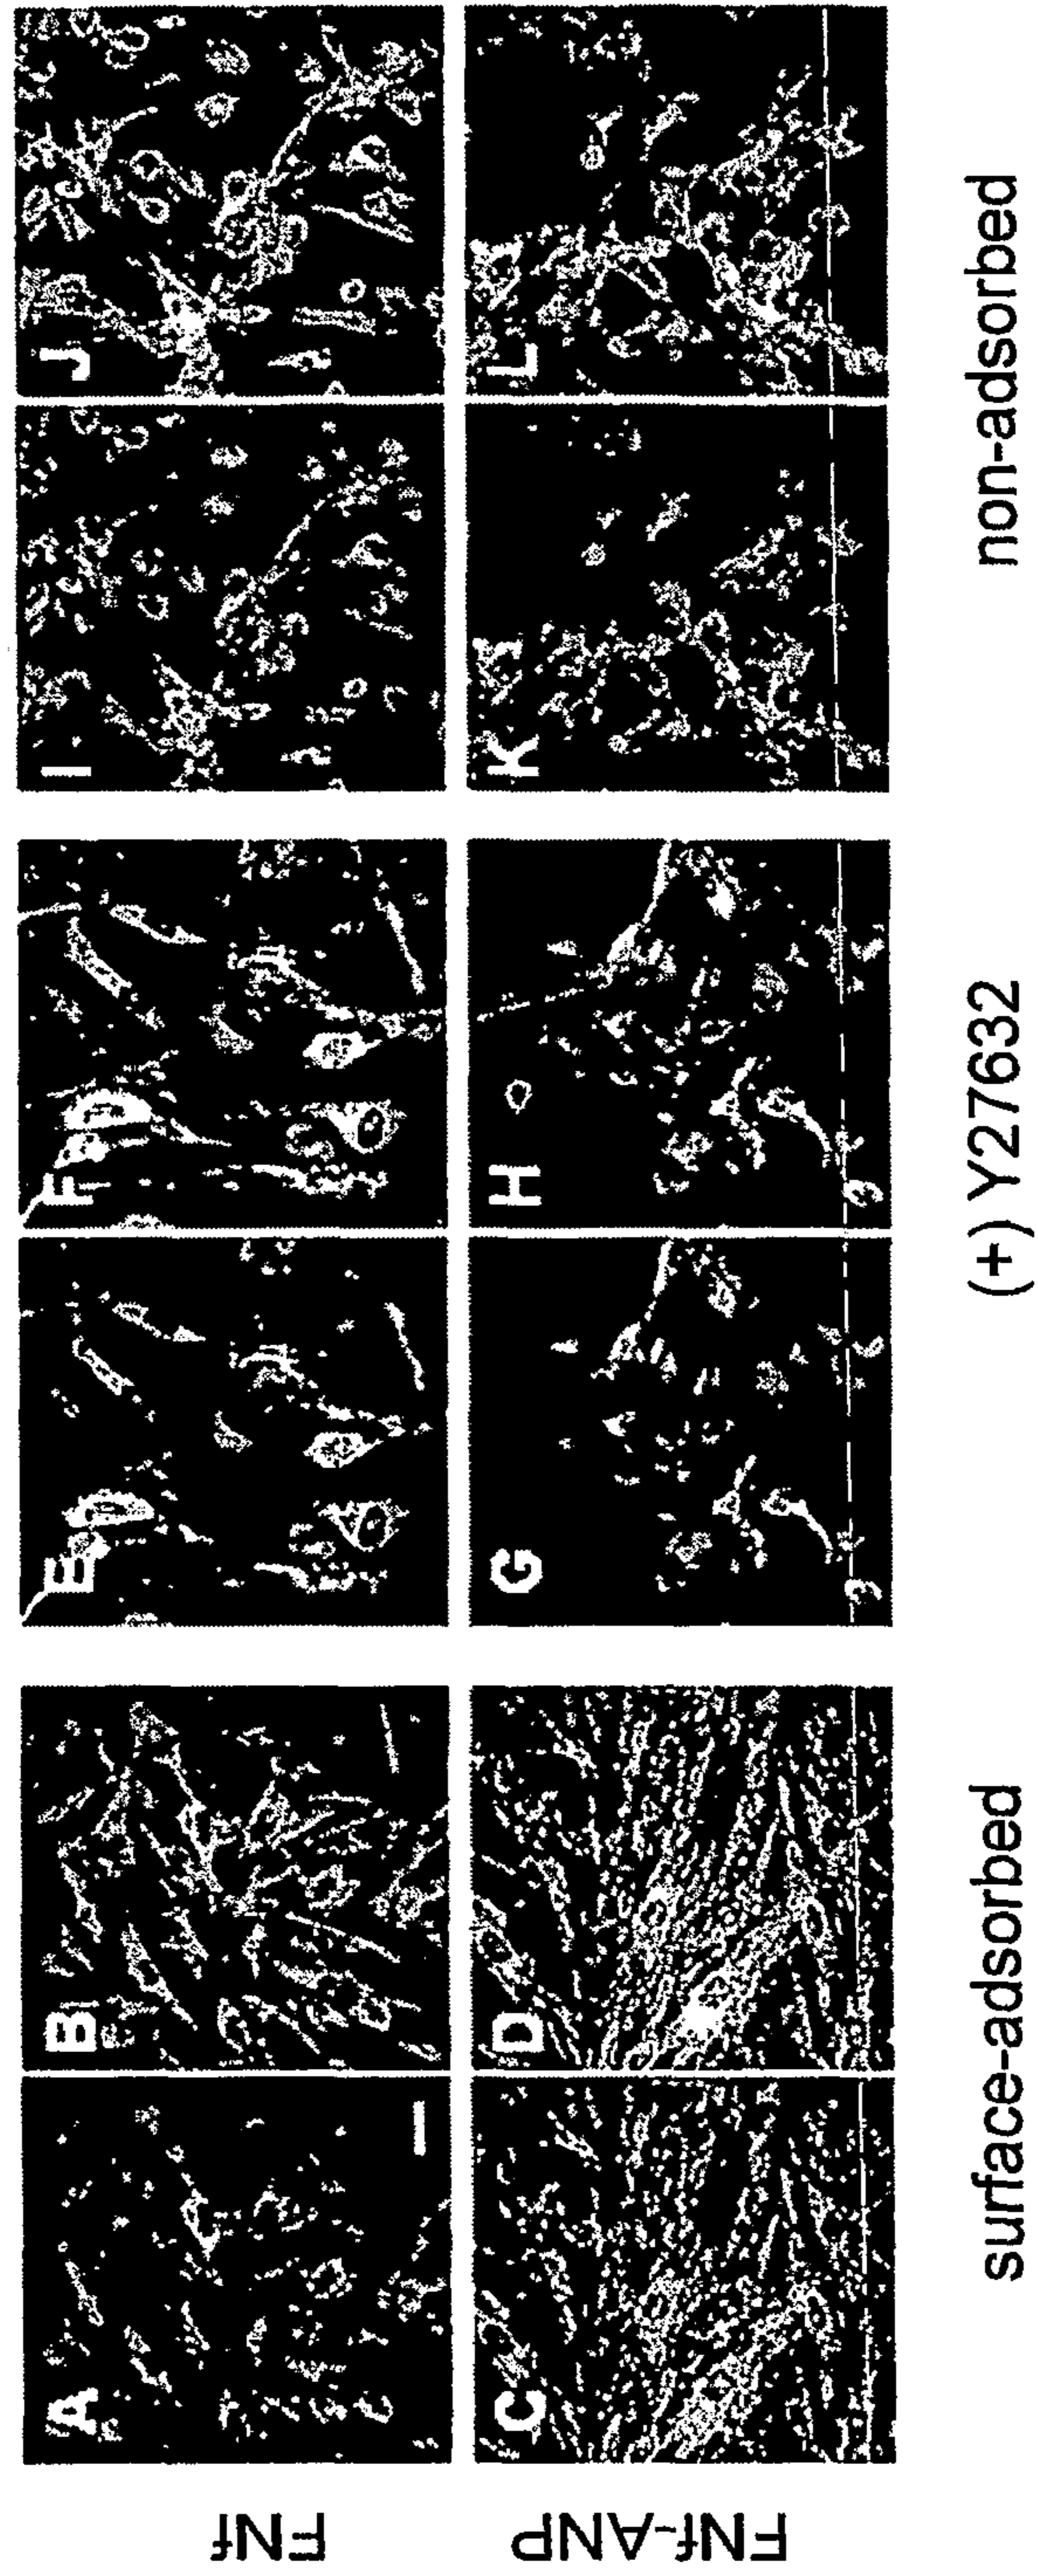 FNf
A B E F I J
FNf-ANP
C D G H K L
surface-adsorbed
(+) Y27632
non-adsorbed